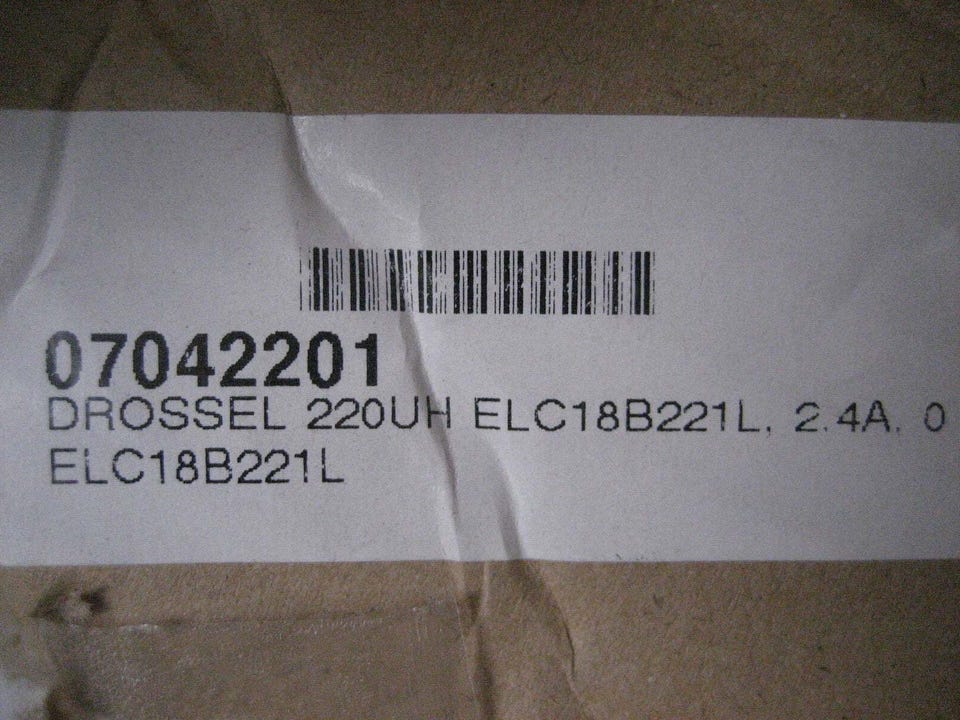 07042201
DROSSEL 220UH ELC18B221L, 2.4A, 0
ELC18B221L